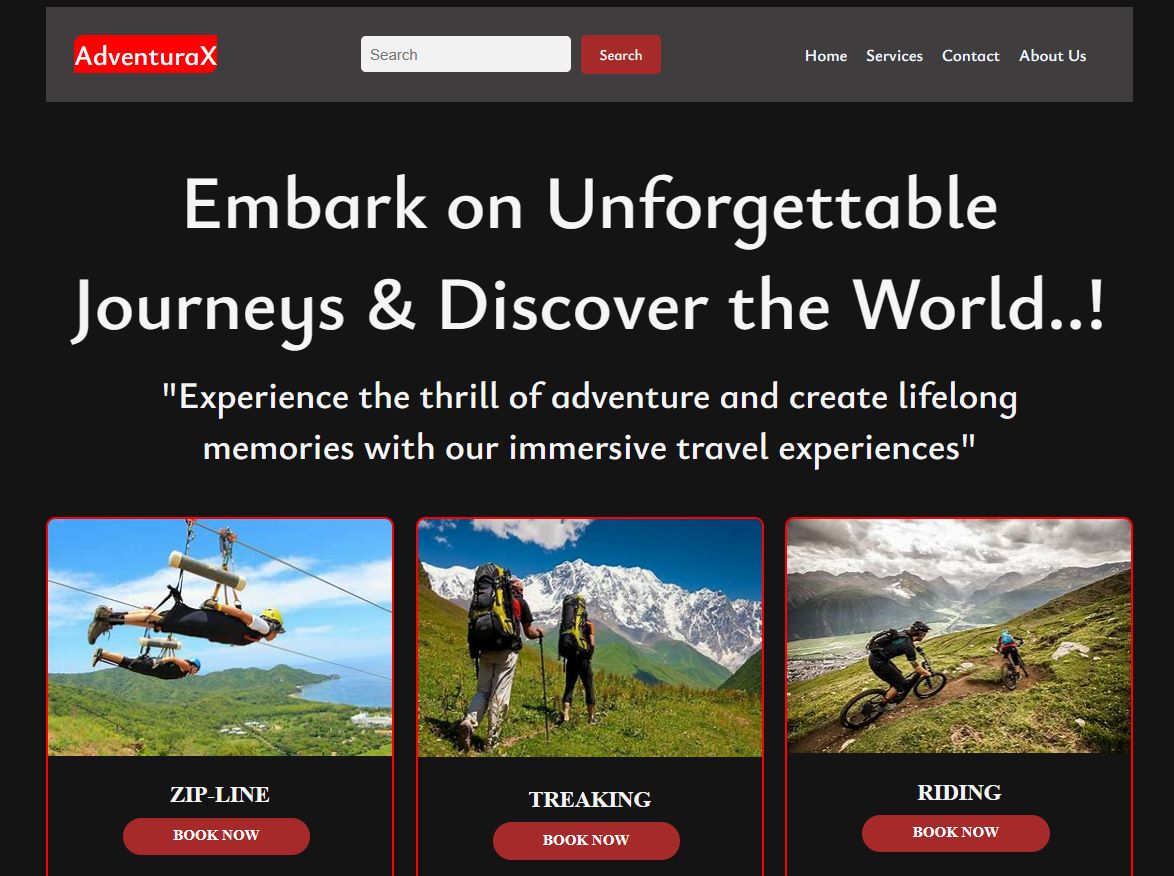 AdventuraX
Search
Search
Home
Services
Contact
About Us
Embark on Unforgettable
Journeys & Discover the World..!
"Experience the thrill of adventure and create lifelong
memories with our immersive travel experiences"
ZIP-LINE
BOOK NOW
TREAKING
BOOK NOW
RIDING
BOOK NOW